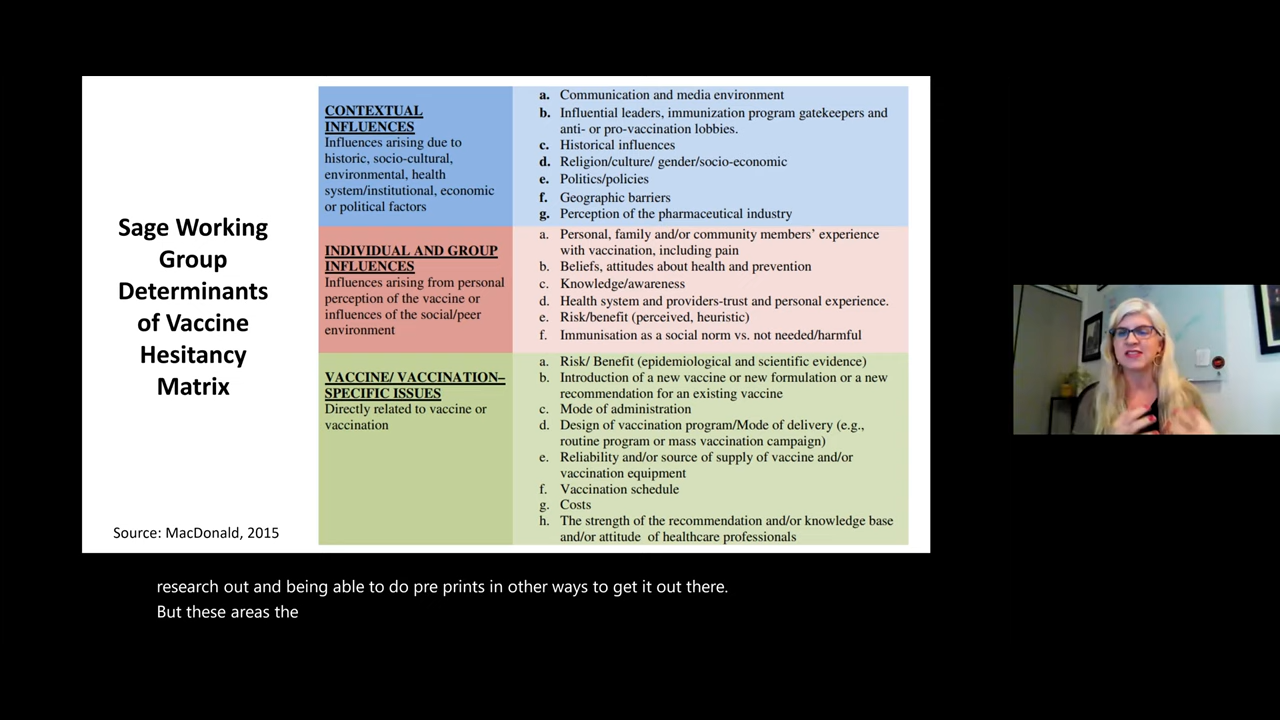 Sage Working
Group
Determinants
of Vaccine
Hesitancy
Matrix
Source: MacDonald, 2015
CONTEXTUAL
INFLUENCES
Influences arising due to
historic, socio-cultural,
environmental, health
system/institutional, economic
or political factors
a. Communication and media environment
b. Influential leaders, immunization program gatekeepers and
anti- or pro-vaccination lobbies.
c. Historical influences
d. Religion/culture/ gender/socio-economic
e. Politics/policies
f. Geographic barriers
g. Perception of the pharmaceutical industry
INDIVIDUAL AND GROUP
INFLUENCES
Influences arising from personal
perception of the vaccine or
influences of the social/peer
environment
a. Personal, family and/or community members’ experience
with vaccination, including pain
b. Beliefs, attitudes about health and prevention
c. Knowledge/awareness
d. Health system and providers-trust and personal experience.
e. Risk/benefit (perceived, heuristic)
f. Immunisation as a social norm vs. not needed/harmful
VACCINE/ VACCINATION–
SPECIFIC ISSUES
Directly related to vaccine or
vaccination
a. Risk/ Benefit (epidemiological and scientific evidence)
b. Introduction of a new vaccine or new formulation or a new
recommendation for an existing vaccine
c. Mode of administration
d. Design of vaccination program/Mode of delivery (e.g.,
routine program or mass vaccination campaign)
e. Reliability and/or source of supply of vaccine and/or
vaccination equipment
f. Vaccination schedule
g. Costs
h. The strength of the recommendation and/or knowledge base
and/or attitude of healthcare professionals
research out and being able to do pre prints in other ways to get it out there.
But these areas the